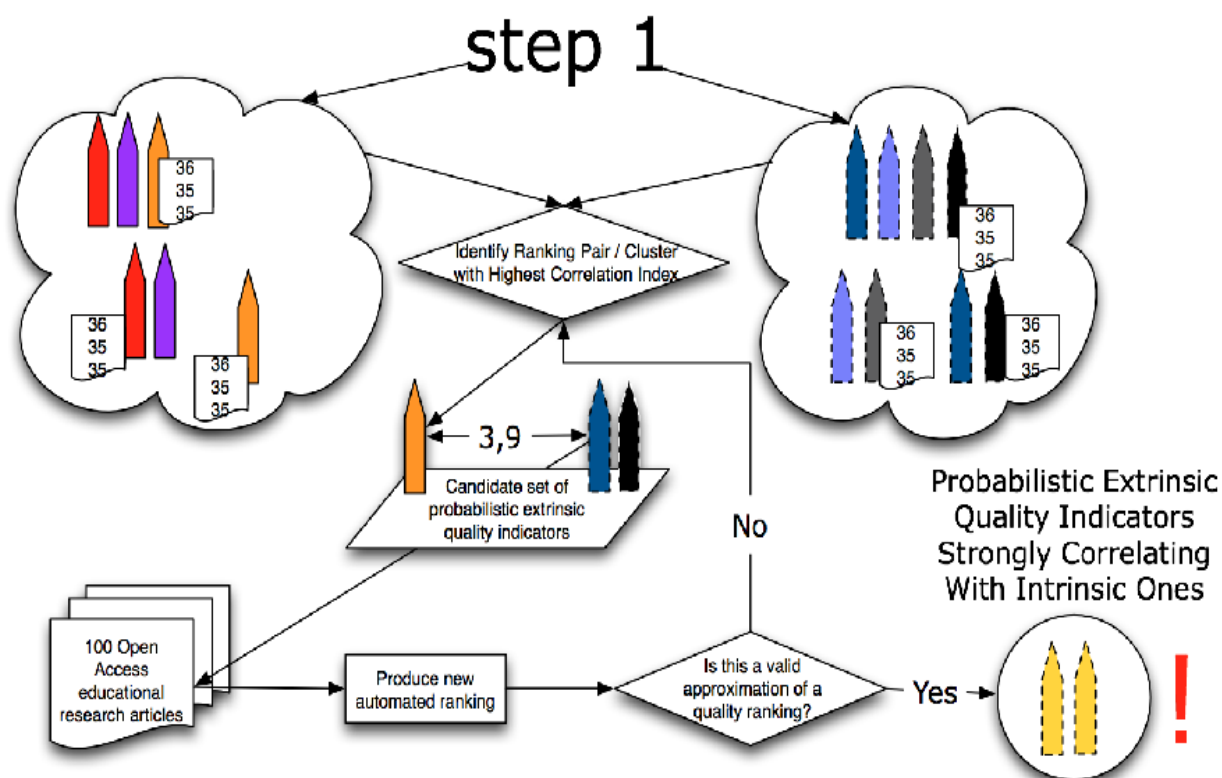 step 1
36
35
35
36
35
35
36
35
35
36
35
35
36
35
35
36
35
35
Identify Ranking Pair / Cluster
with Highest Correlation Index
3,9
Candidate set of
probabilistic extrinsic
quality indicators
No
Probabilistic Extrinsic
Quality Indicators
Strongly Correlating
With Intrinsic Ones
100 Open
Access
educational
research articles
Produce new
automated ranking
Is this a valid
approximation of a
quality ranking?
Yes
!